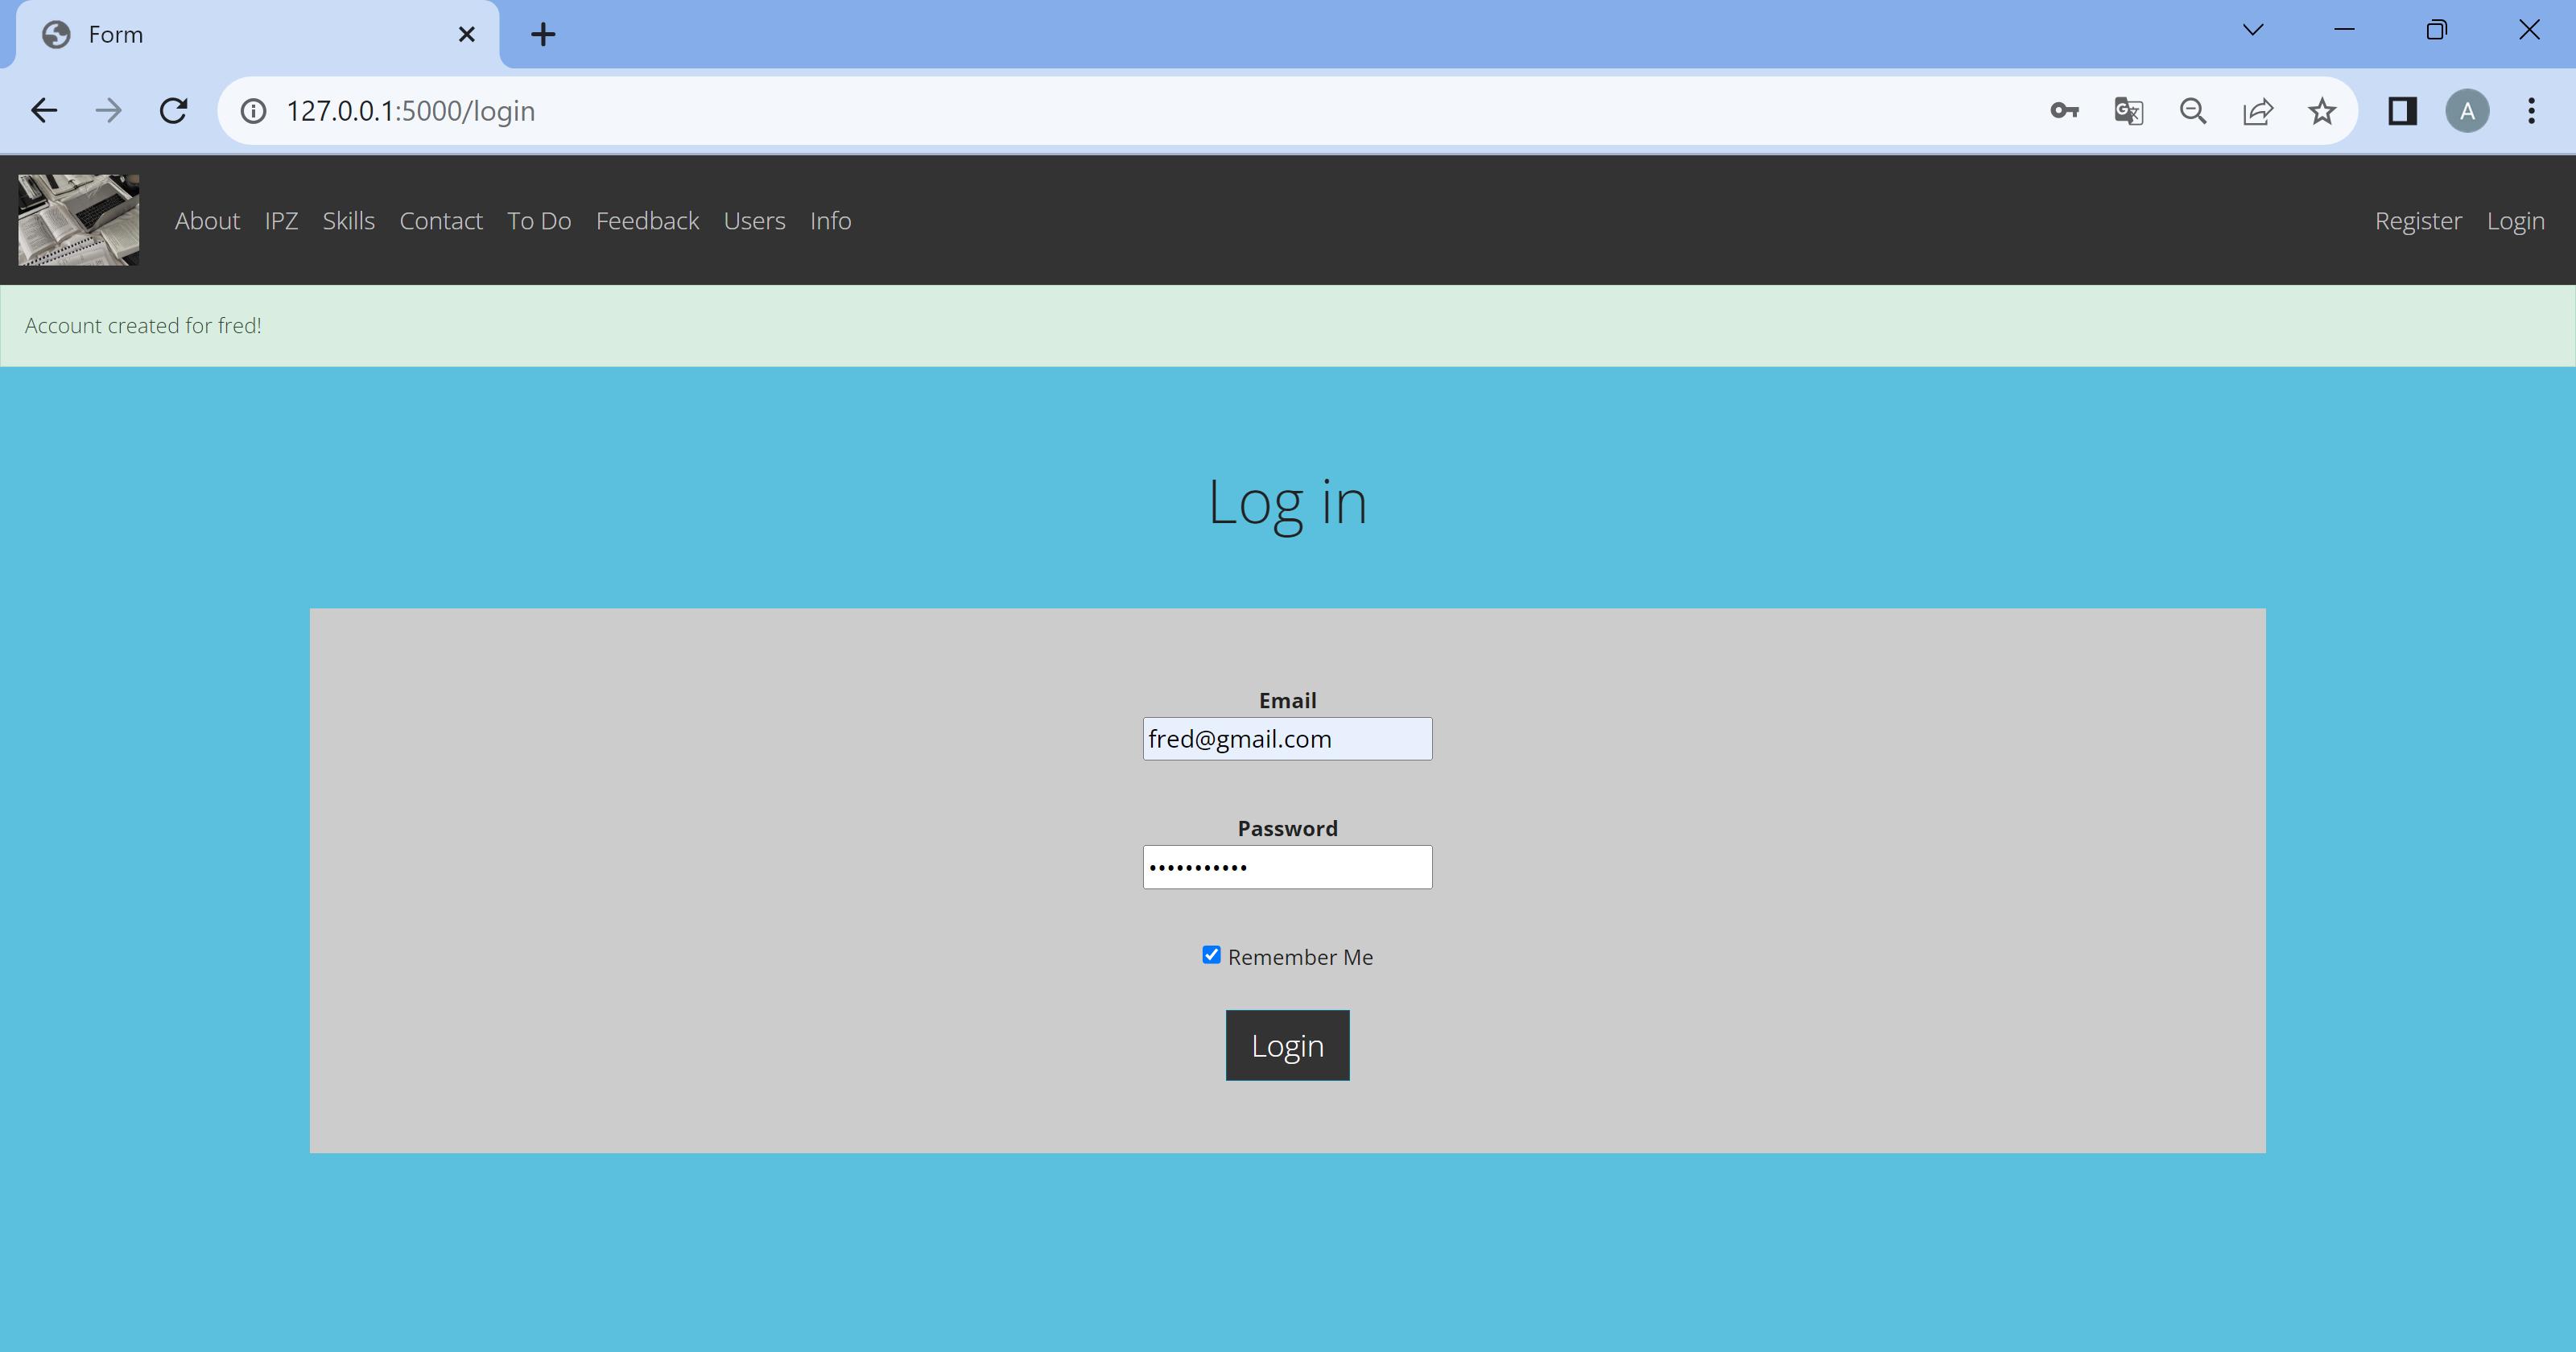 Form
127.0.0.1:5000/login
A
About IPZ Skills Contact To Do Feedback Users Info Register Login
Account created for fred!
Log in
Email
fred@gmail.com
Password
•••••••••••
Remember Me
Login